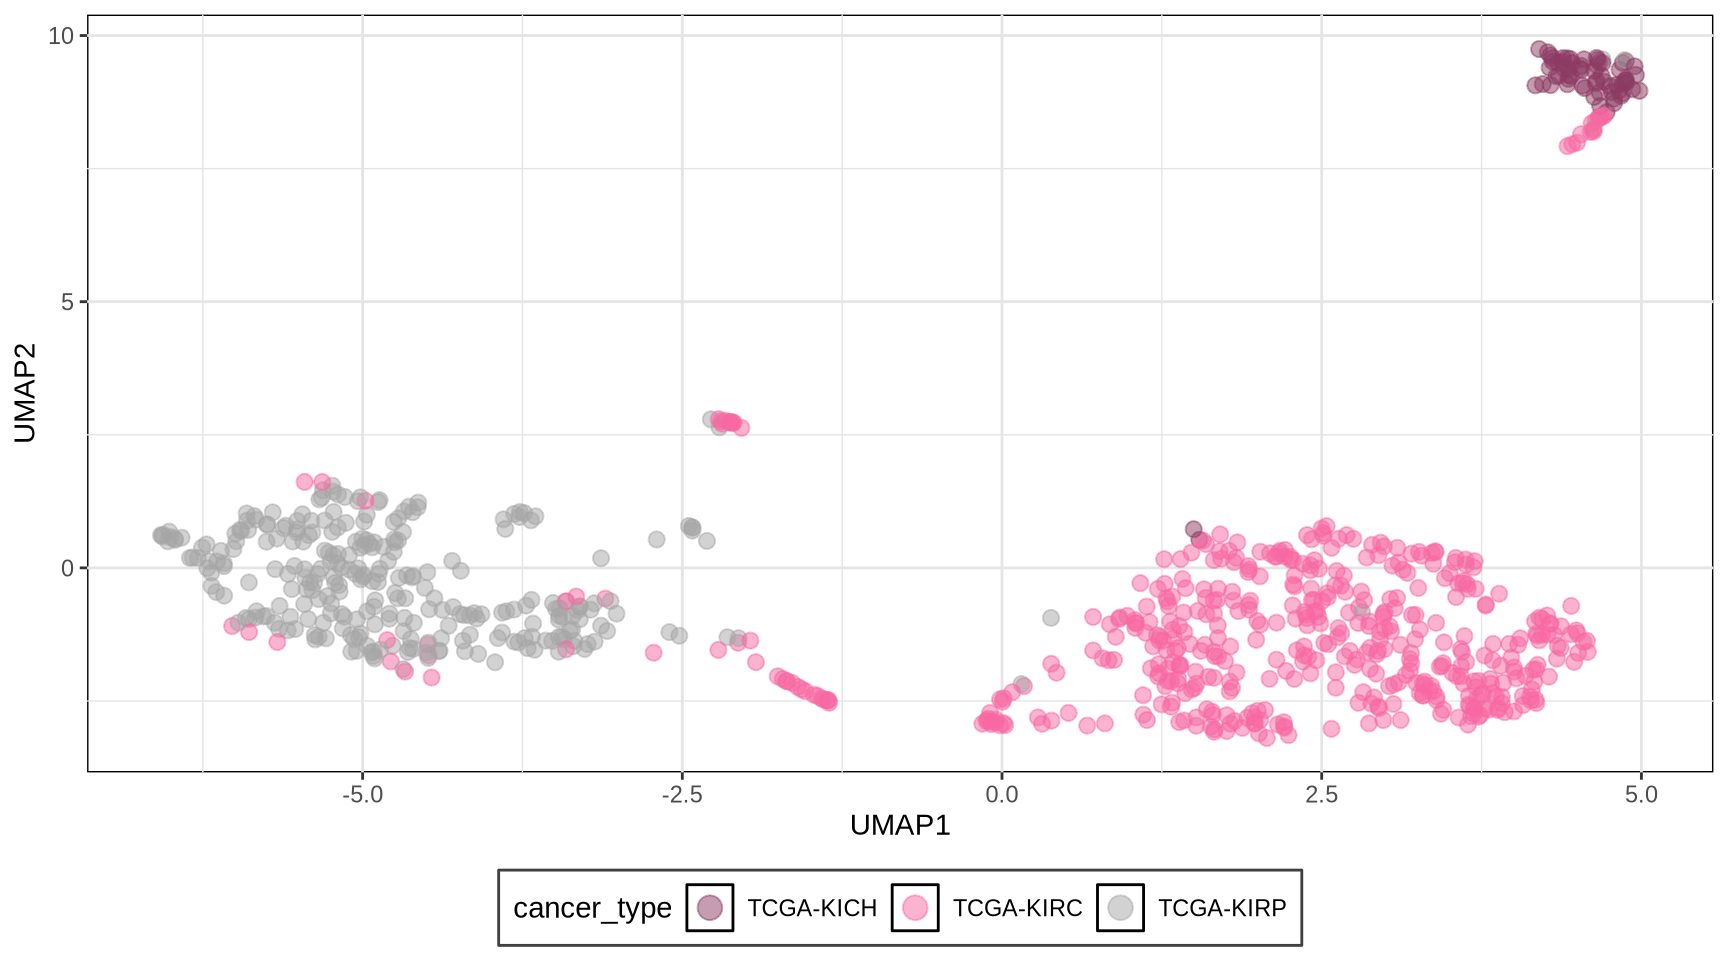 10
5
0
UMAP2
-5.0 -2.5 0.0 2.5 5.0
UMAP1
cancer_type TCGA-KICH TCGA-KIRC TCGA-KIRP